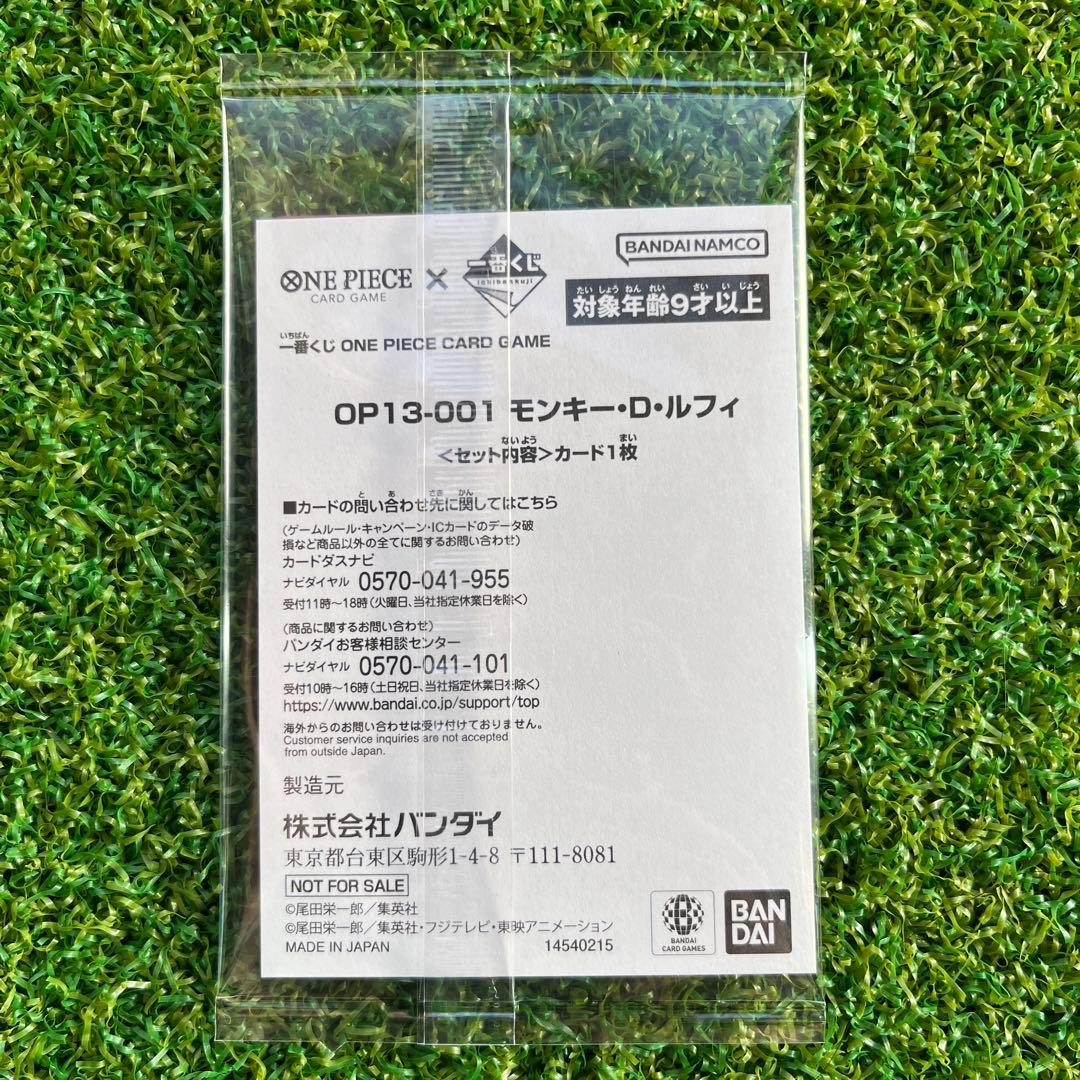 ONE PIECE CARD GAME × 一番くじ ichibankuji
BANDAI NAMCO
たいしょうねんれい さいいじょう
対象年齢9才以上
いちばん
一番くじ ONE PIECE CARD GAME
OP13-001 モンキー・D・ルフィ
ないよう まい
<セット内容>カード1枚
と あ さき かん
■カードの問い合わせ先に関してはこちら
(ゲームルール・キャンペーン・ICカードのデータ破
損など商品以外の全てに関するお問い合わせ)
カードダスナビ
ナビダイヤル 0570-041-955
受付11時~18時(火曜日、当社指定休業日を除く)
(商品に関するお問い合わせ)
バンダイお客様相談センター
ナビダイヤル 0570-041-101
受付10時~16時(土日祝日、当社指定休業日を除く)
https://www.bandai.co.jp/support/top
海外からのお問い合わせは受け付けておりません。
Customer service inquiries are not accepted
from outside Japan.
製造元
株式会社バンダイ
東京都台東区駒形1-4-8 〒111-8081
NOT FOR SALE
©尾田栄一郎/集英社
©尾田栄一郎/集英社・フジテレビ・東映アニメーション
MADE IN JAPAN 14540215
BANDAI CARD GAMES
BAN
DAI